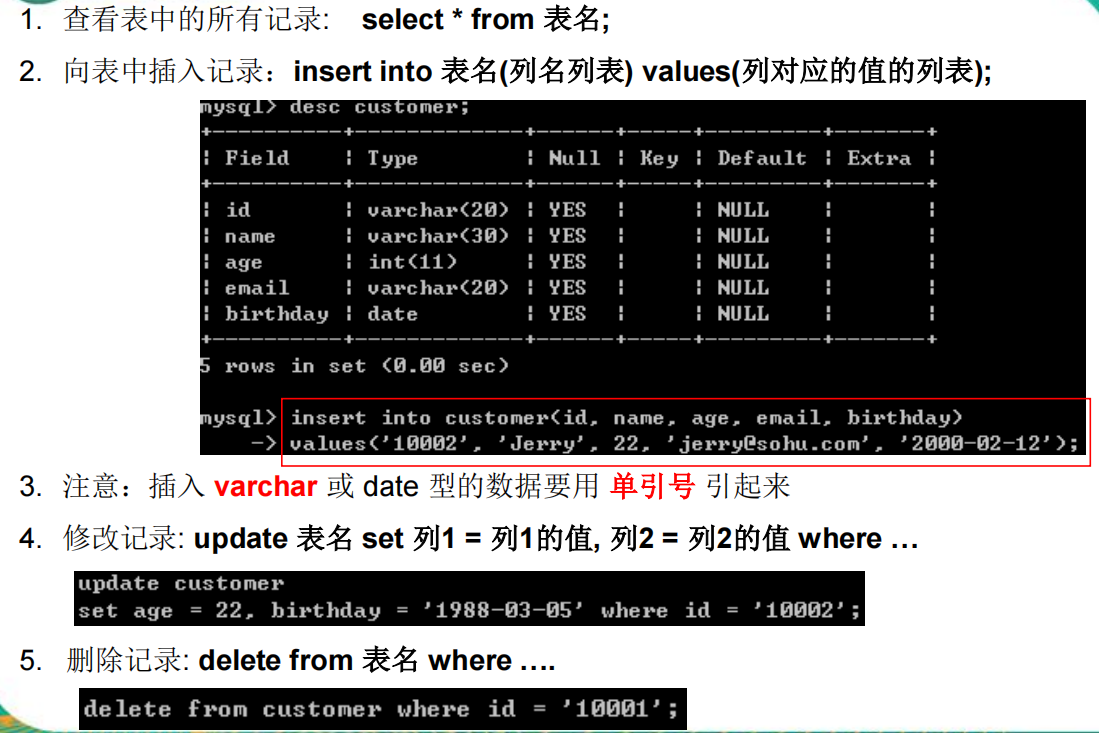 1. 查看表中的所有记录: select * from 表名;
2. 向表中插入记录：insert into 表名(列名列表) values(列对应的值的列表);
mysql> desc customer;
+----------+-------------+------+-----+---------+-------+
| Field | Type | Null | Key | Default | Extra |
+----------+-------------+------+-----+---------+-------+
| id | varchar(20) | YES | | NULL | |
| name | varchar(30) | YES | | NULL | |
| age | int(11) | YES | | NULL | |
| email | varchar(20) | YES | | NULL | |
| birthday | date | YES | | NULL | |
+----------+-------------+------+-----+---------+-------+
5 rows in set (0.00 sec)
mysql> insert into customer(id, name, age, email, birthday)
-> values('10002', 'Jerry', 22, 'jerry@sohu.com', '2000-02-12');
3. 注意：插入 varchar 或 date 型的数据要用 单引号 引起来
4. 修改记录: update 表名 set 列1 = 列1的值, 列2 = 列2的值 where …
update customer
set age = 22, birthday = '1988-03-05' where id = '10002';
5. 删除记录: delete from 表名 where ….
delete from customer where id = '10001';